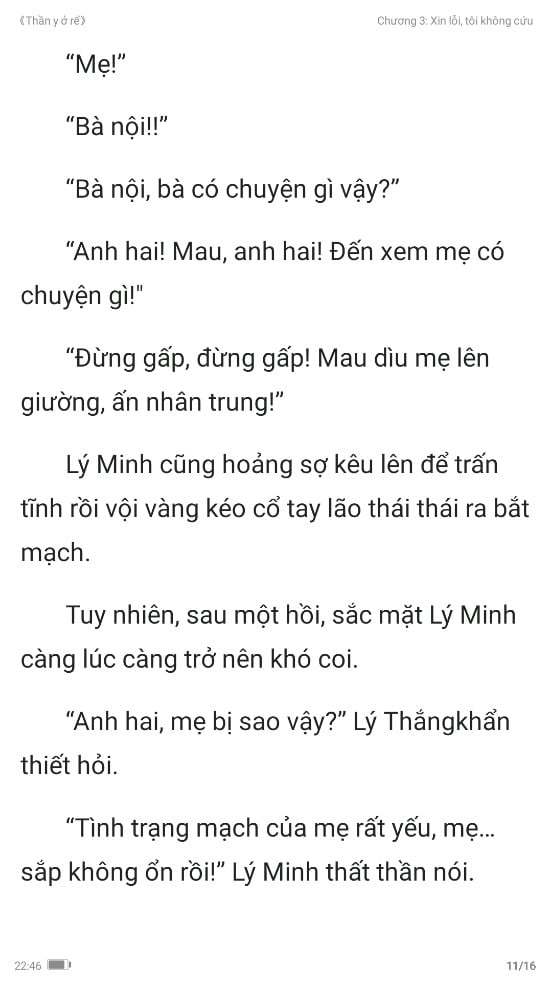 《Thần y ở rể》
Chương 3: Xin lỗi, tôi không cứu
“Mẹ!”
“Bà nội!!”
“Bà nội, bà có chuyện gì vậy?”
“Anh hai! Mau, anh hai! Đến xem mẹ có
chuyện gì!"
“Đừng gấp, đừng gấp! Mau dìu mẹ lên
giường, ấn nhân trung!”
Lý Minh cũng hoảng sợ kêu lên để trấn
tĩnh rồi vội vàng kéo cổ tay lão thái thái ra bắt
mạch.
Tuy nhiên, sau một hồi, sắc mặt Lý Minh
càng lúc càng trở nên khó coi.
“Anh hai, mẹ bị sao vậy?” Lý Thắngkhẩn
thiết hỏi.
“Tình trạng mạch của mẹ rất yếu, mẹ...
sắp không ổn rồi!” Lý Minh thất thần nói.
22:46
11/16